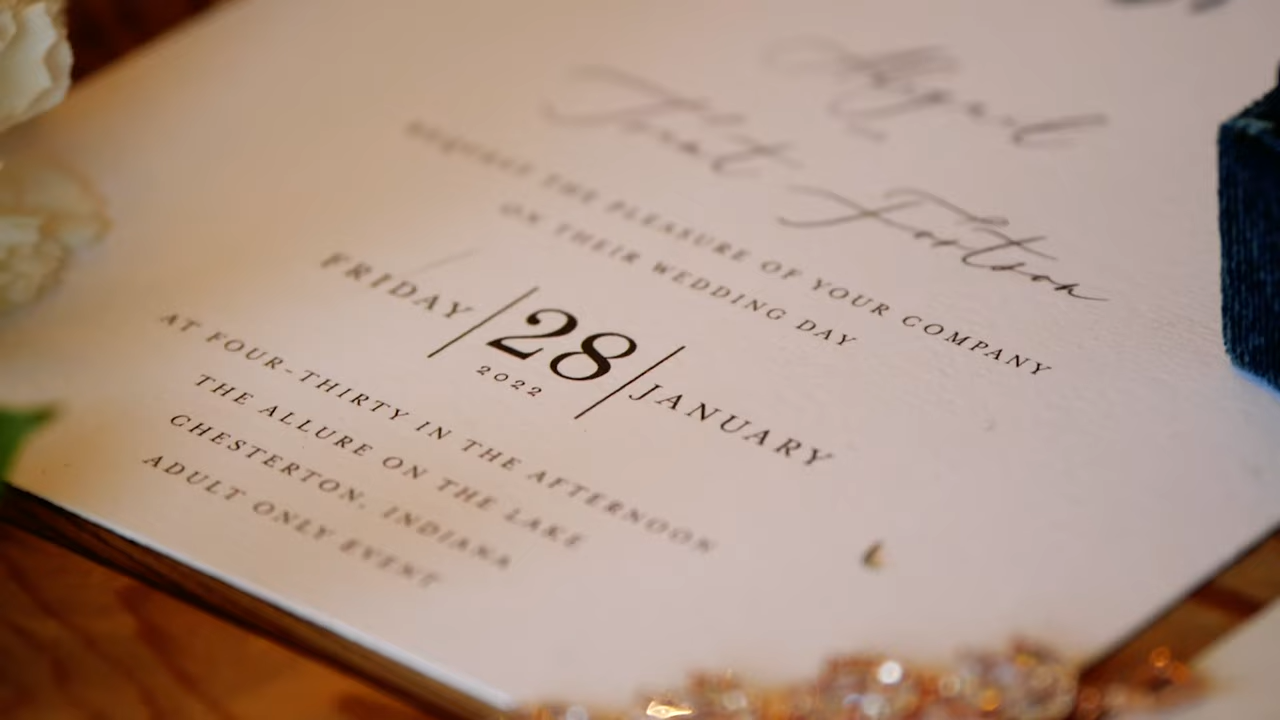 Abigail
Fortson
REQUEST THE PLEASURE OF YOUR COMPANY
ON THEIR WEDDING DAY
FRIDAY 28 JANUARY
2022
AT FOUR-THIRTY IN THE AFTERNOON
THE ALLURE ON THE LAKE
CHESTERTON, INDIANA
ADULT ONLY EVENT